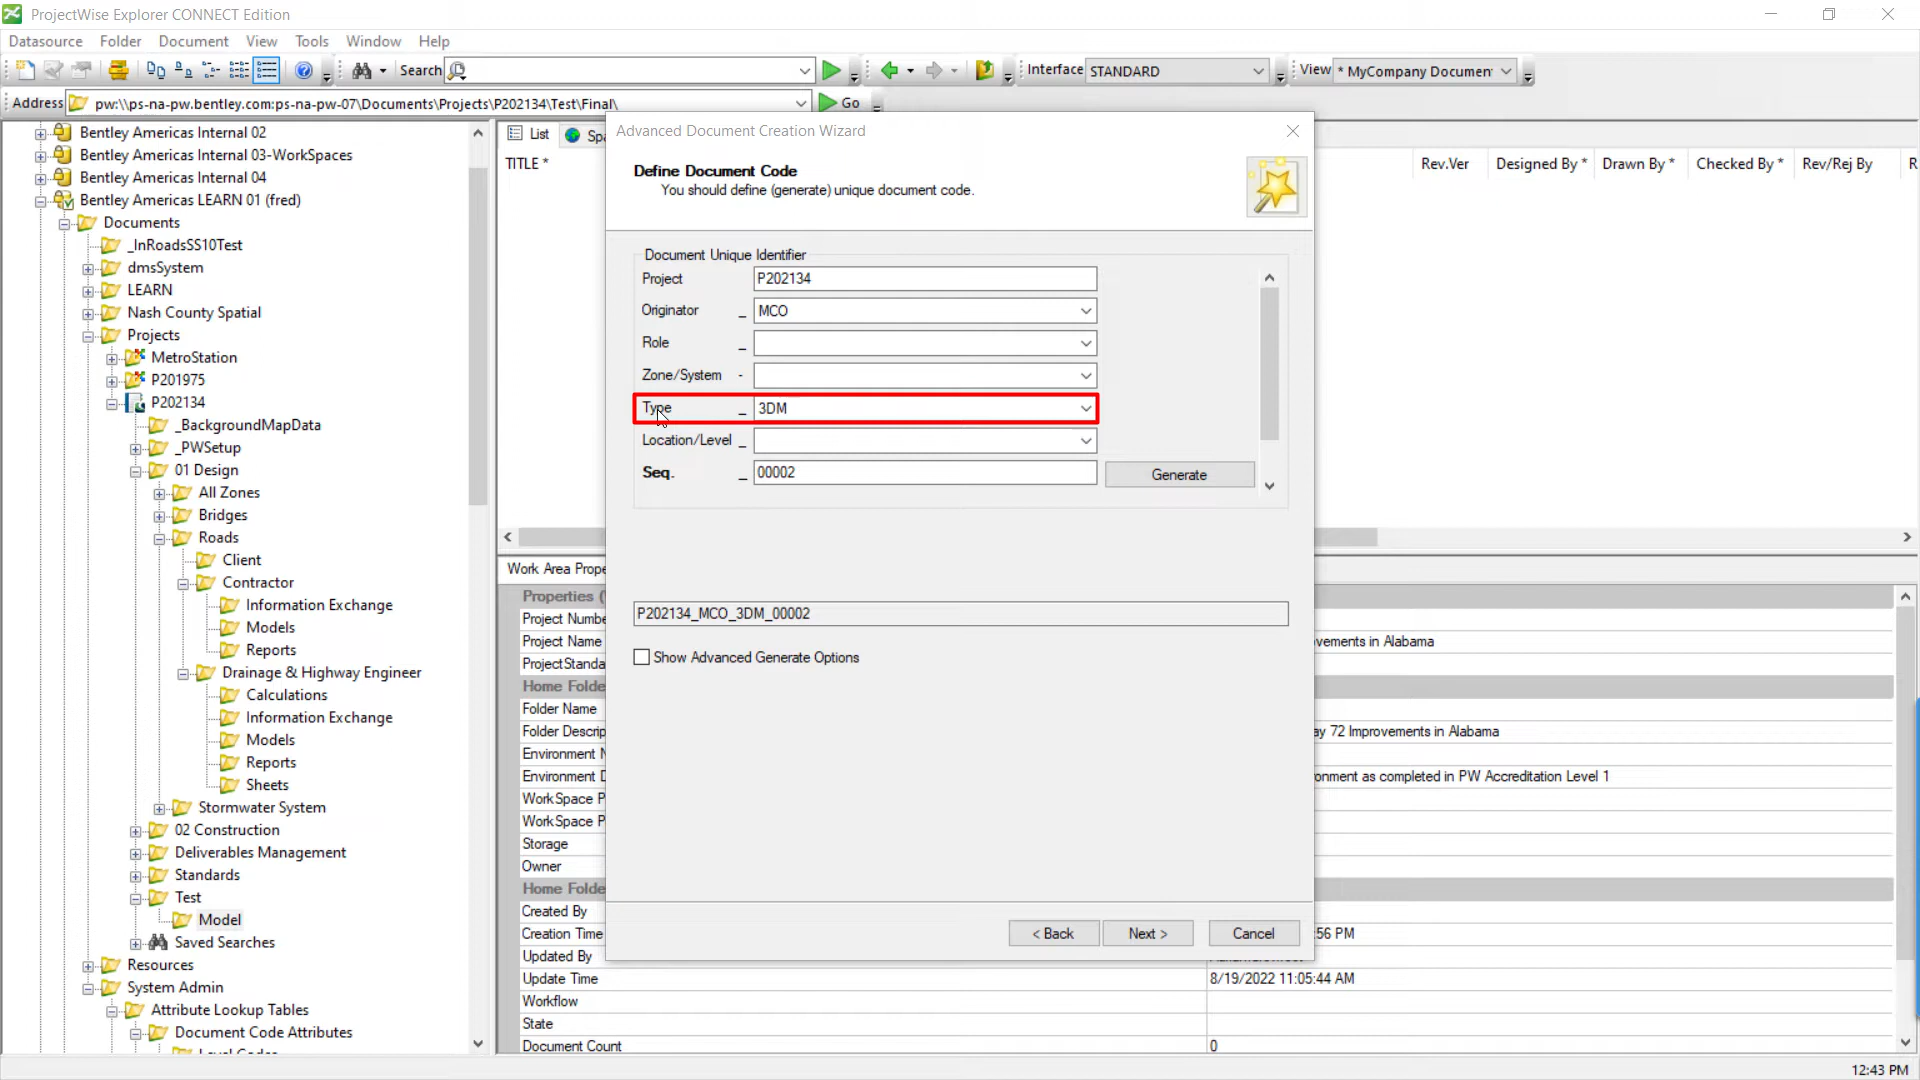 ProjectWise Explorer CONNECT Edition
Datasource Folder Document View Tools Window Help
Search Interface STANDARD View * MyCompany Documen
Address pw:\\ps-na-pw.bentley.com:ps-na-pw-07\Documents\Projects\P202134\Test\Final\ Go
Bentley Americas Internal 02
Bentley Americas Internal 03-WorkSpaces
Bentley Americas Internal 04
Bentley Americas LEARN 01 (fred)
Documents
_InRoadsSS10Test
dmsSystem
LEARN
Nash County Spatial
Projects
MetroStation
P201975
P202134
_BackgroundMapData
_PWSetup
01 Design
All Zones
Bridges
Roads
Client
Contractor
Information Exchange
Models
Reports
Drainage & Highway Engineer
Calculations
Information Exchange
Models
Reports
Sheets
Stormwater System
02 Construction
Deliverables Management
Standards
Test
Model
Saved Searches
Resources
System Admin
Attribute Lookup Tables
Document Code Attributes
List Spa
TITLE * Rev.Ver Designed By * Drawn By * Checked By * Rev/Rej By R
Advanced Document Creation Wizard
Define Document Code
You should define (generate) unique document code.
Document Unique Identifier
Project P202134
Originator _ MCO
Role _
Zone/System -
Type _ 3DM
Location/Level _
Seq. _ 00002 Generate
P202134_MCO_3DM_00002
Show Advanced Generate Options
< Back Next > Cancel
Work Area Prope
Properties (
Project Numbe
Project Name vements in Alabama
ProjectStanda
Home Folde
Folder Name
Folder Descrip ay 72 Improvements in Alabama
Environment N
Environment D onment as completed in PW Accreditation Level 1
WorkSpace P
WorkSpace P
Storage
Owner
Home Folde
Created By
Creation Time :56 PM
Updated By
Update Time 8/19/2022 11:05:44 AM
Workflow
State
Document Count 0
12:43 PM